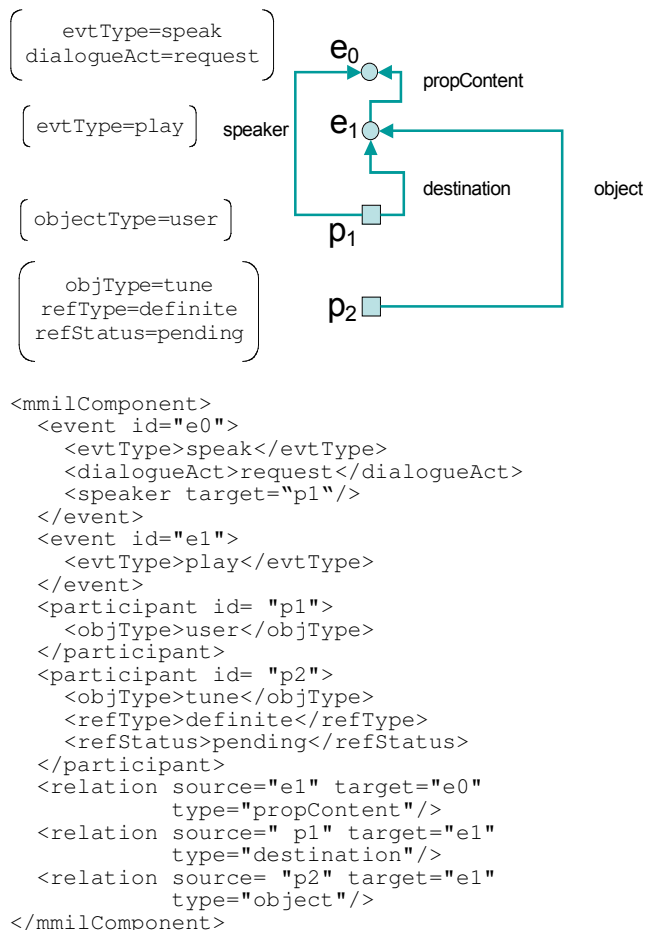 evtType=speak
dialogueAct=request
e0
propContent
evtType=play
speaker
e1
destination
object
objectType=user
p1
objType=tune
refType=definite
refStatus=pending
p2
<mmilComponent>
<event id="e0">
<evtType>speak</evtType>
<dialogueAct>request</dialogueAct>
<speaker target=“p1“/>
</event>
<event id="e1">
<evtType>play</evtType>
</event>
<participant id= "p1">
<objType>user</objType>
</participant>
<participant id= "p2">
<objType>tune</objType>
<refType>definite</refType>
<refStatus>pending</refStatus>
</participant>
<relation source="e1" target="e0"
type="propContent"/>
<relation source=" p1" target="e1"
type="destination"/>
<relation source= "p2" target="e1"
type="object"/>
</mmilComponent>